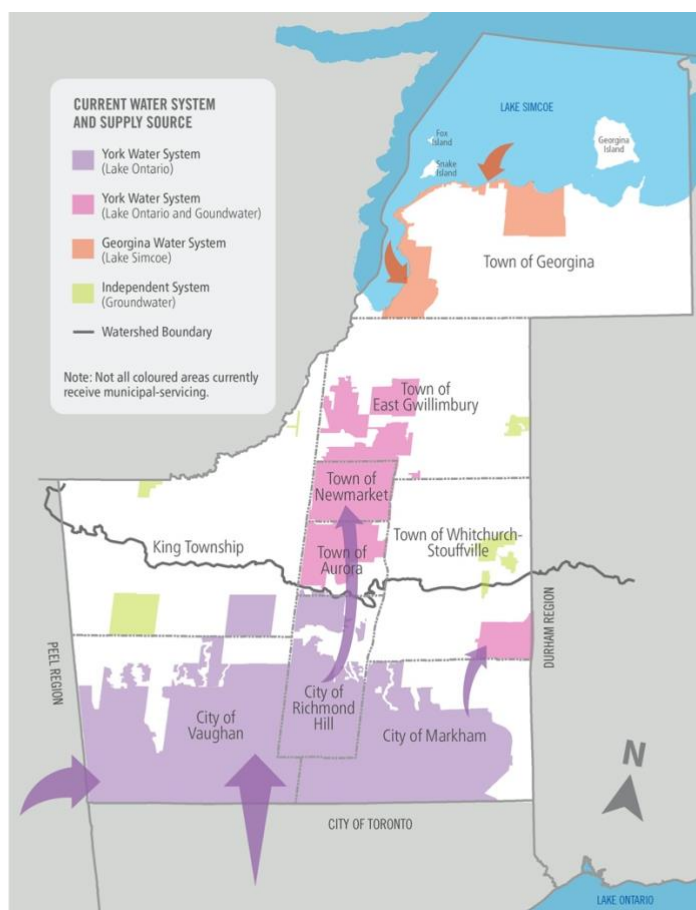 CURRENT WATER SYSTEM
AND SUPPLY SOURCE
York Water System
(Lake Ontario)
York Water System
(Lake Ontario and Goundwater)
Georgina Water System
(Lake Simcoe)
Independent System
(Groundwater)
Watershed Boundary
Note: Not all coloured areas currently
receive municipal-servicing.
LAKE SIMCOE
Fox
Island
Snake
Island
Georgina
Island
Town of Georgina
Town of
East Gwillimbury
Town of
Newmarket
Town of Whitchurch-
Stouffville
King Township
Town of
Aurora
PEEL REGION
DURHAM REGION
City of
Vaughan
City of
Richmond
Hill
City of Markham
N
CITY OF TORONTO
LAKE ONTARIO